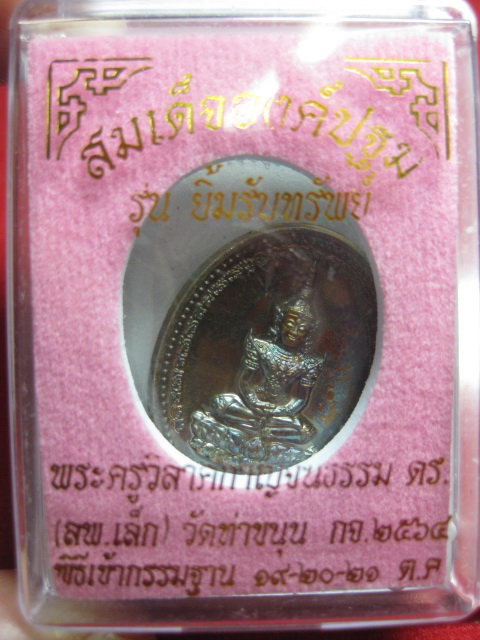 สมเด็จองค์ปฐม
รุ่น ยิ้มรับทรัพย์
พระครูวิลาศกาญจนธรรม ดร.
(ลพ.เล็ก) วัดท่าขนุน กจ.๒๕๖๔
พิธีเข้ากรรมฐาน ๑๙-๒๐-๒๑ ต.ค